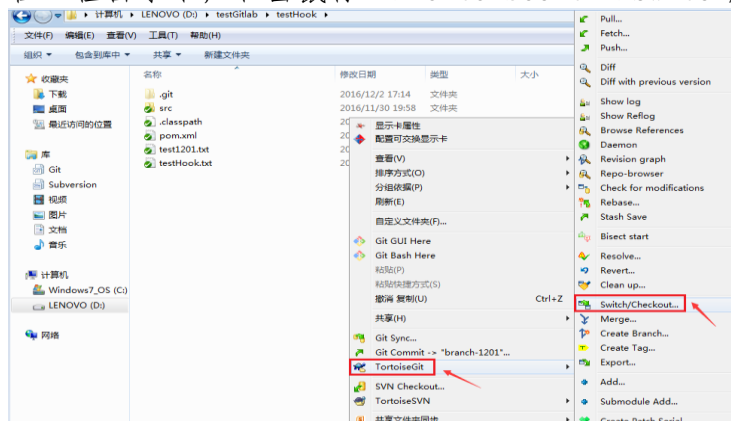 计算机 ▸ LENOVO (D:) ▸ testGitlab ▸ testHook ▸
文件(F) 编辑(E) 查看(V) 工具(T) 帮助(H)
组织 包含到库中 共享 新建文件夹
收藏夹
下载
桌面
最近访问的位置
库
Git
Subversion
视频
图片
文档
音乐
计算机
Windows7_OS (C:)
LENOVO (D:)
网络
名称 修改日期 类型 大小
.git 2016/12/2 17:14 文件夹
src 2016/11/30 19:58 文件夹
.classpath
pom.xml
test1201.txt
testHook.txt
显示卡属性
配置可交换显示卡
查看(V)
排序方式(O)
分组依据(P)
刷新(E)
自定义文件夹(F)...
Git GUI Here
Git Bash Here
粘贴(P)
粘贴快捷方式(S)
撤消 复制(U) Ctrl+Z
共享(H)
Git Sync...
Git Commit -> "branch-1201"...
TortoiseGit
SVN Checkout...
TortoiseSVN
共享文件夹同步
Pull...
Fetch...
Push...
Diff
Diff with previous version
Show log
Show Reflog
Browse References
Daemon
Revision graph
Repo-browser
Check for modifications
Rebase...
Stash Save
Bisect start
Resolve...
Revert...
Clean up...
Switch/Checkout...
Merge...
Create Branch...
Create Tag...
Export...
Add...
Submodule Add...
Create Patch Serial